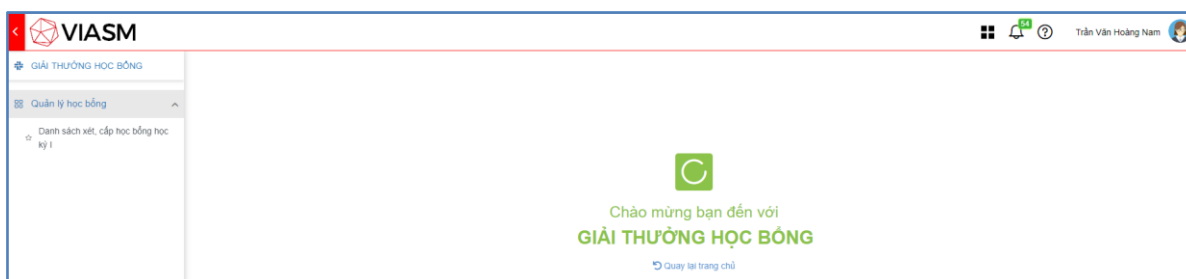 VIASM
54
Trần Văn Hoàng Nam
GIẢI THƯỞNG HỌC BỔNG
Quản lý học bổng
Danh sách xét, cấp học bổng học
kỳ I
Chào mừng bạn đến với
GIẢI THƯỞNG HỌC BỔNG
Quay lại trang chủ